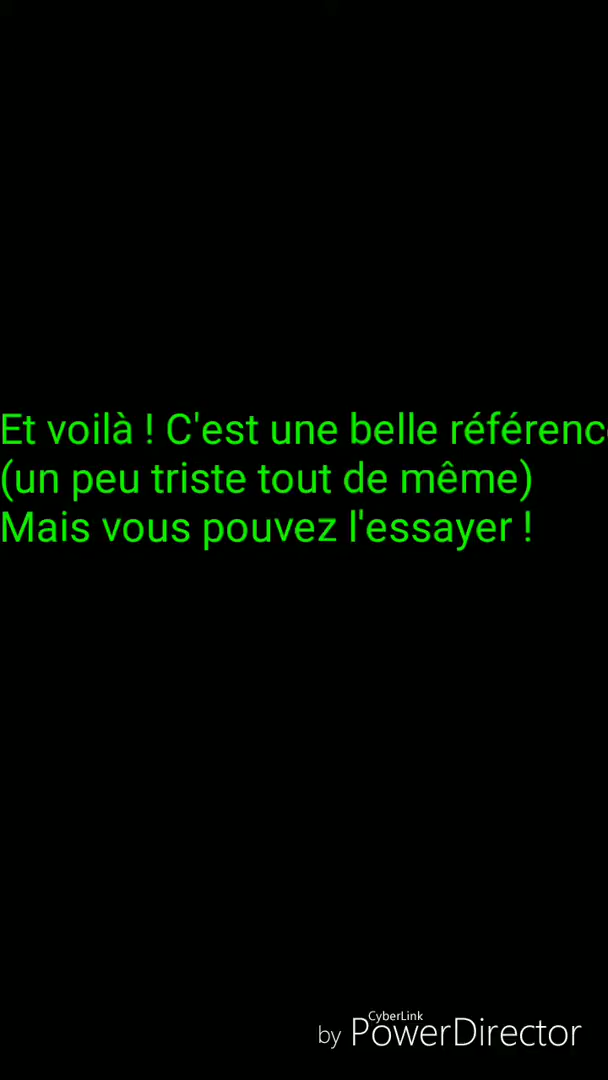 Et voilà ! C'est une belle référenc
(un peu triste tout de même)
Mais vous pouvez l'essayer !
CyberLink
by PowerDirector